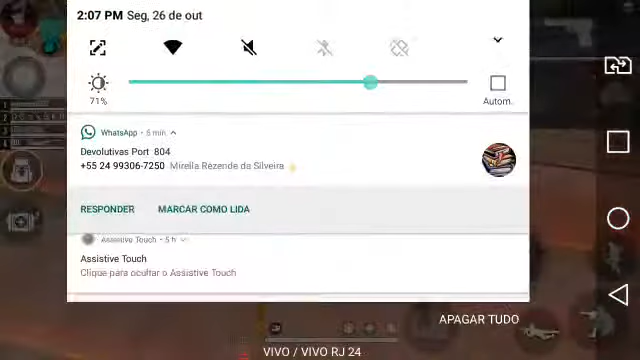 2:07 PM Seg, 26 de out
71%
Autom.
WhatsApp • 5 min
Devolutivas Port 804
+55 24 99306-7250 Mirella Rezende da Silveira
RESPONDER MARCAR COMO LIDA
Assistive Touch • 5 h
Assistive Touch
Clique para ocultar o Assistive Touch
APAGAR TUDO
VIVO / VIVO RJ 24